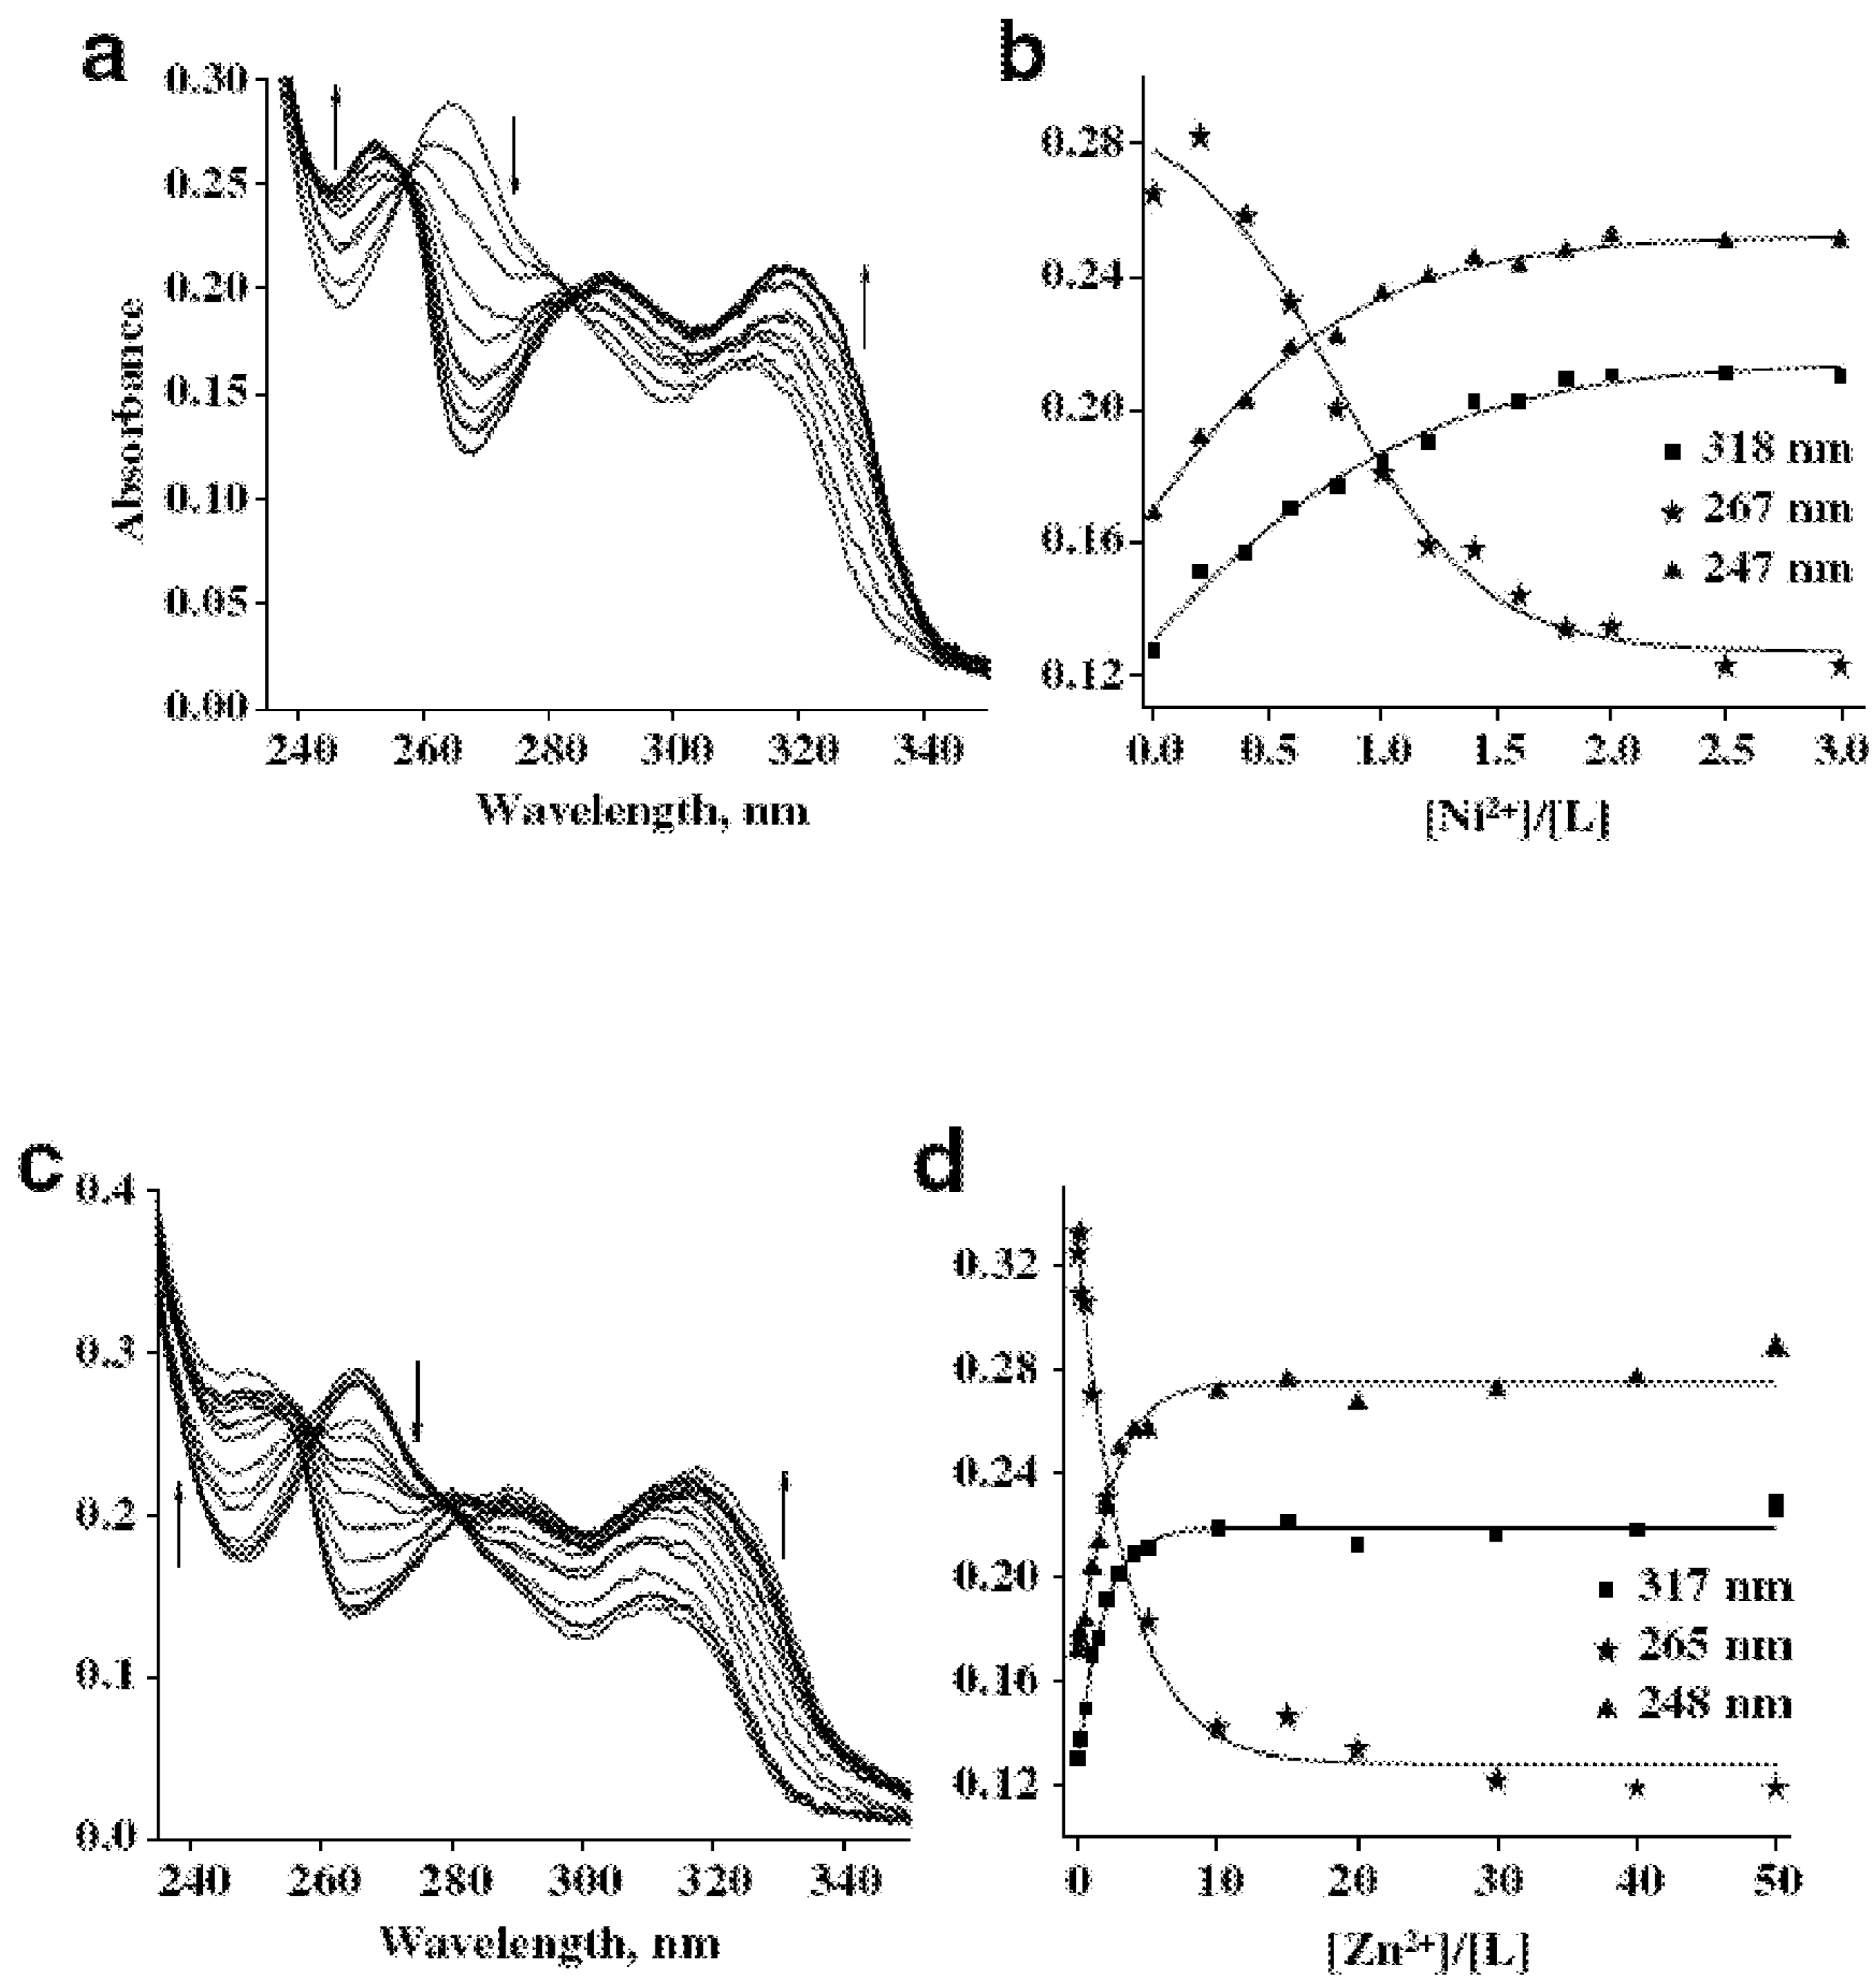 a
0.30
0.25
0.20
0.15
0.10
0.05
0.00
Absorbance
240 260 280 300 320 340
Wavelength, nm
b
0.28
0.24
0.20
0.16
0.12
318 nm
267 nm
247 nm
0.0 0.5 1.0 1.5 2.0 2.5 3.0
[Ni²⁺]/[L]
c
0.4
0.3
0.2
0.1
0.0
240 260 280 300 320 340
Wavelength, nm
d
0.32
0.28
0.24
0.20
0.16
0.12
317 nm
265 nm
248 nm
0 10 20 30 40 50
[Zn²⁺]/[L]